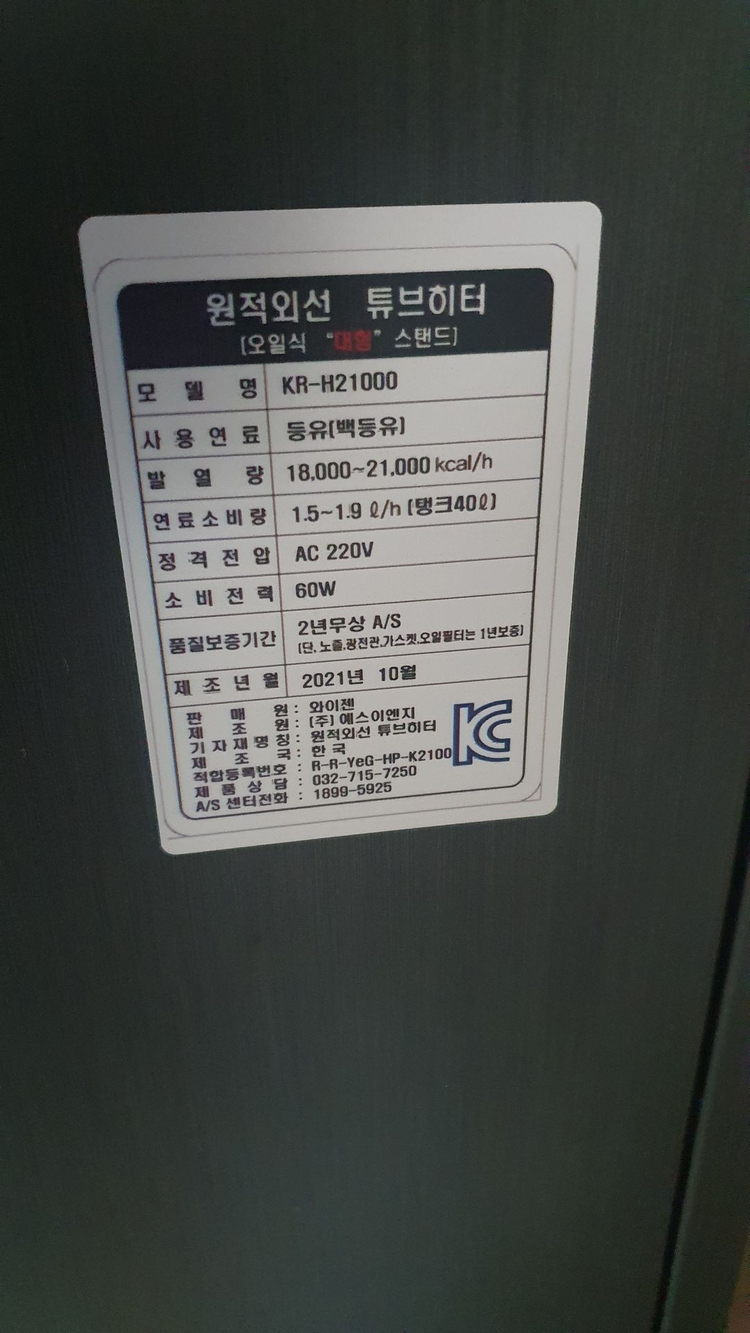 원적외선 튜브히터
[오일식 "대형" 스탠드]
모 델 명 KR-H21000
사 용 연 료 등유[백등유]
발 열 량 18,000~21,000 kcal/h
연료소비량 1.5~1.9 ℓ/h [탱크40ℓ]
정 격 전 압 AC 220V
소 비 전 력 60W
품질보증기간 2년무상 A/S
[단, 노즐,광전관,가스켓,오일필터는 1년보증]
제 조 년 월 2021년 10월
판 매 원 : 와이젠
제 조 원 : (주) 에스이엔지
기 자 재 명 칭 : 원적외선 튜브히터
제 조 국 : 한 국
적합등록번호 : R-R-YeG-HP-K2100
제 품 상 담 : 032-715-7250
A/S 센터전화 : 1899-5925
KC